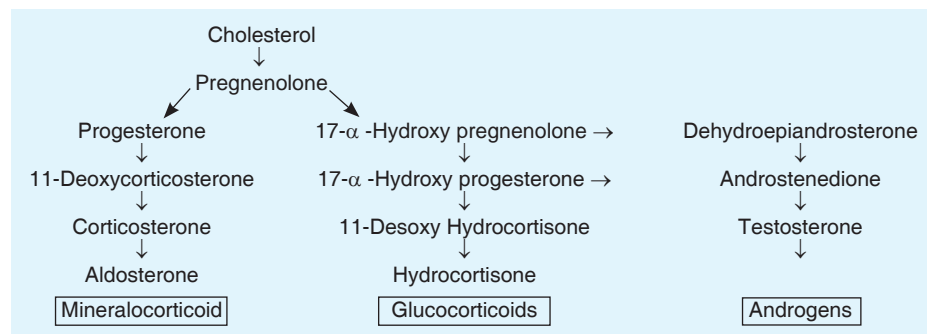 Cholesterol
↓
Pregnenolone
Progesterone 17-α -Hydroxy pregnenolone → Dehydroepiandrosterone
↓ ↓ ↓
11-Deoxycorticosterone 17-α -Hydroxy progesterone → Androstenedione
↓ ↓ ↓
Corticosterone 11-Desoxy Hydrocortisone Testosterone
↓ ↓ ↓
Aldosterone Hydrocortisone
Mineralocorticoid Glucocorticoids Androgens